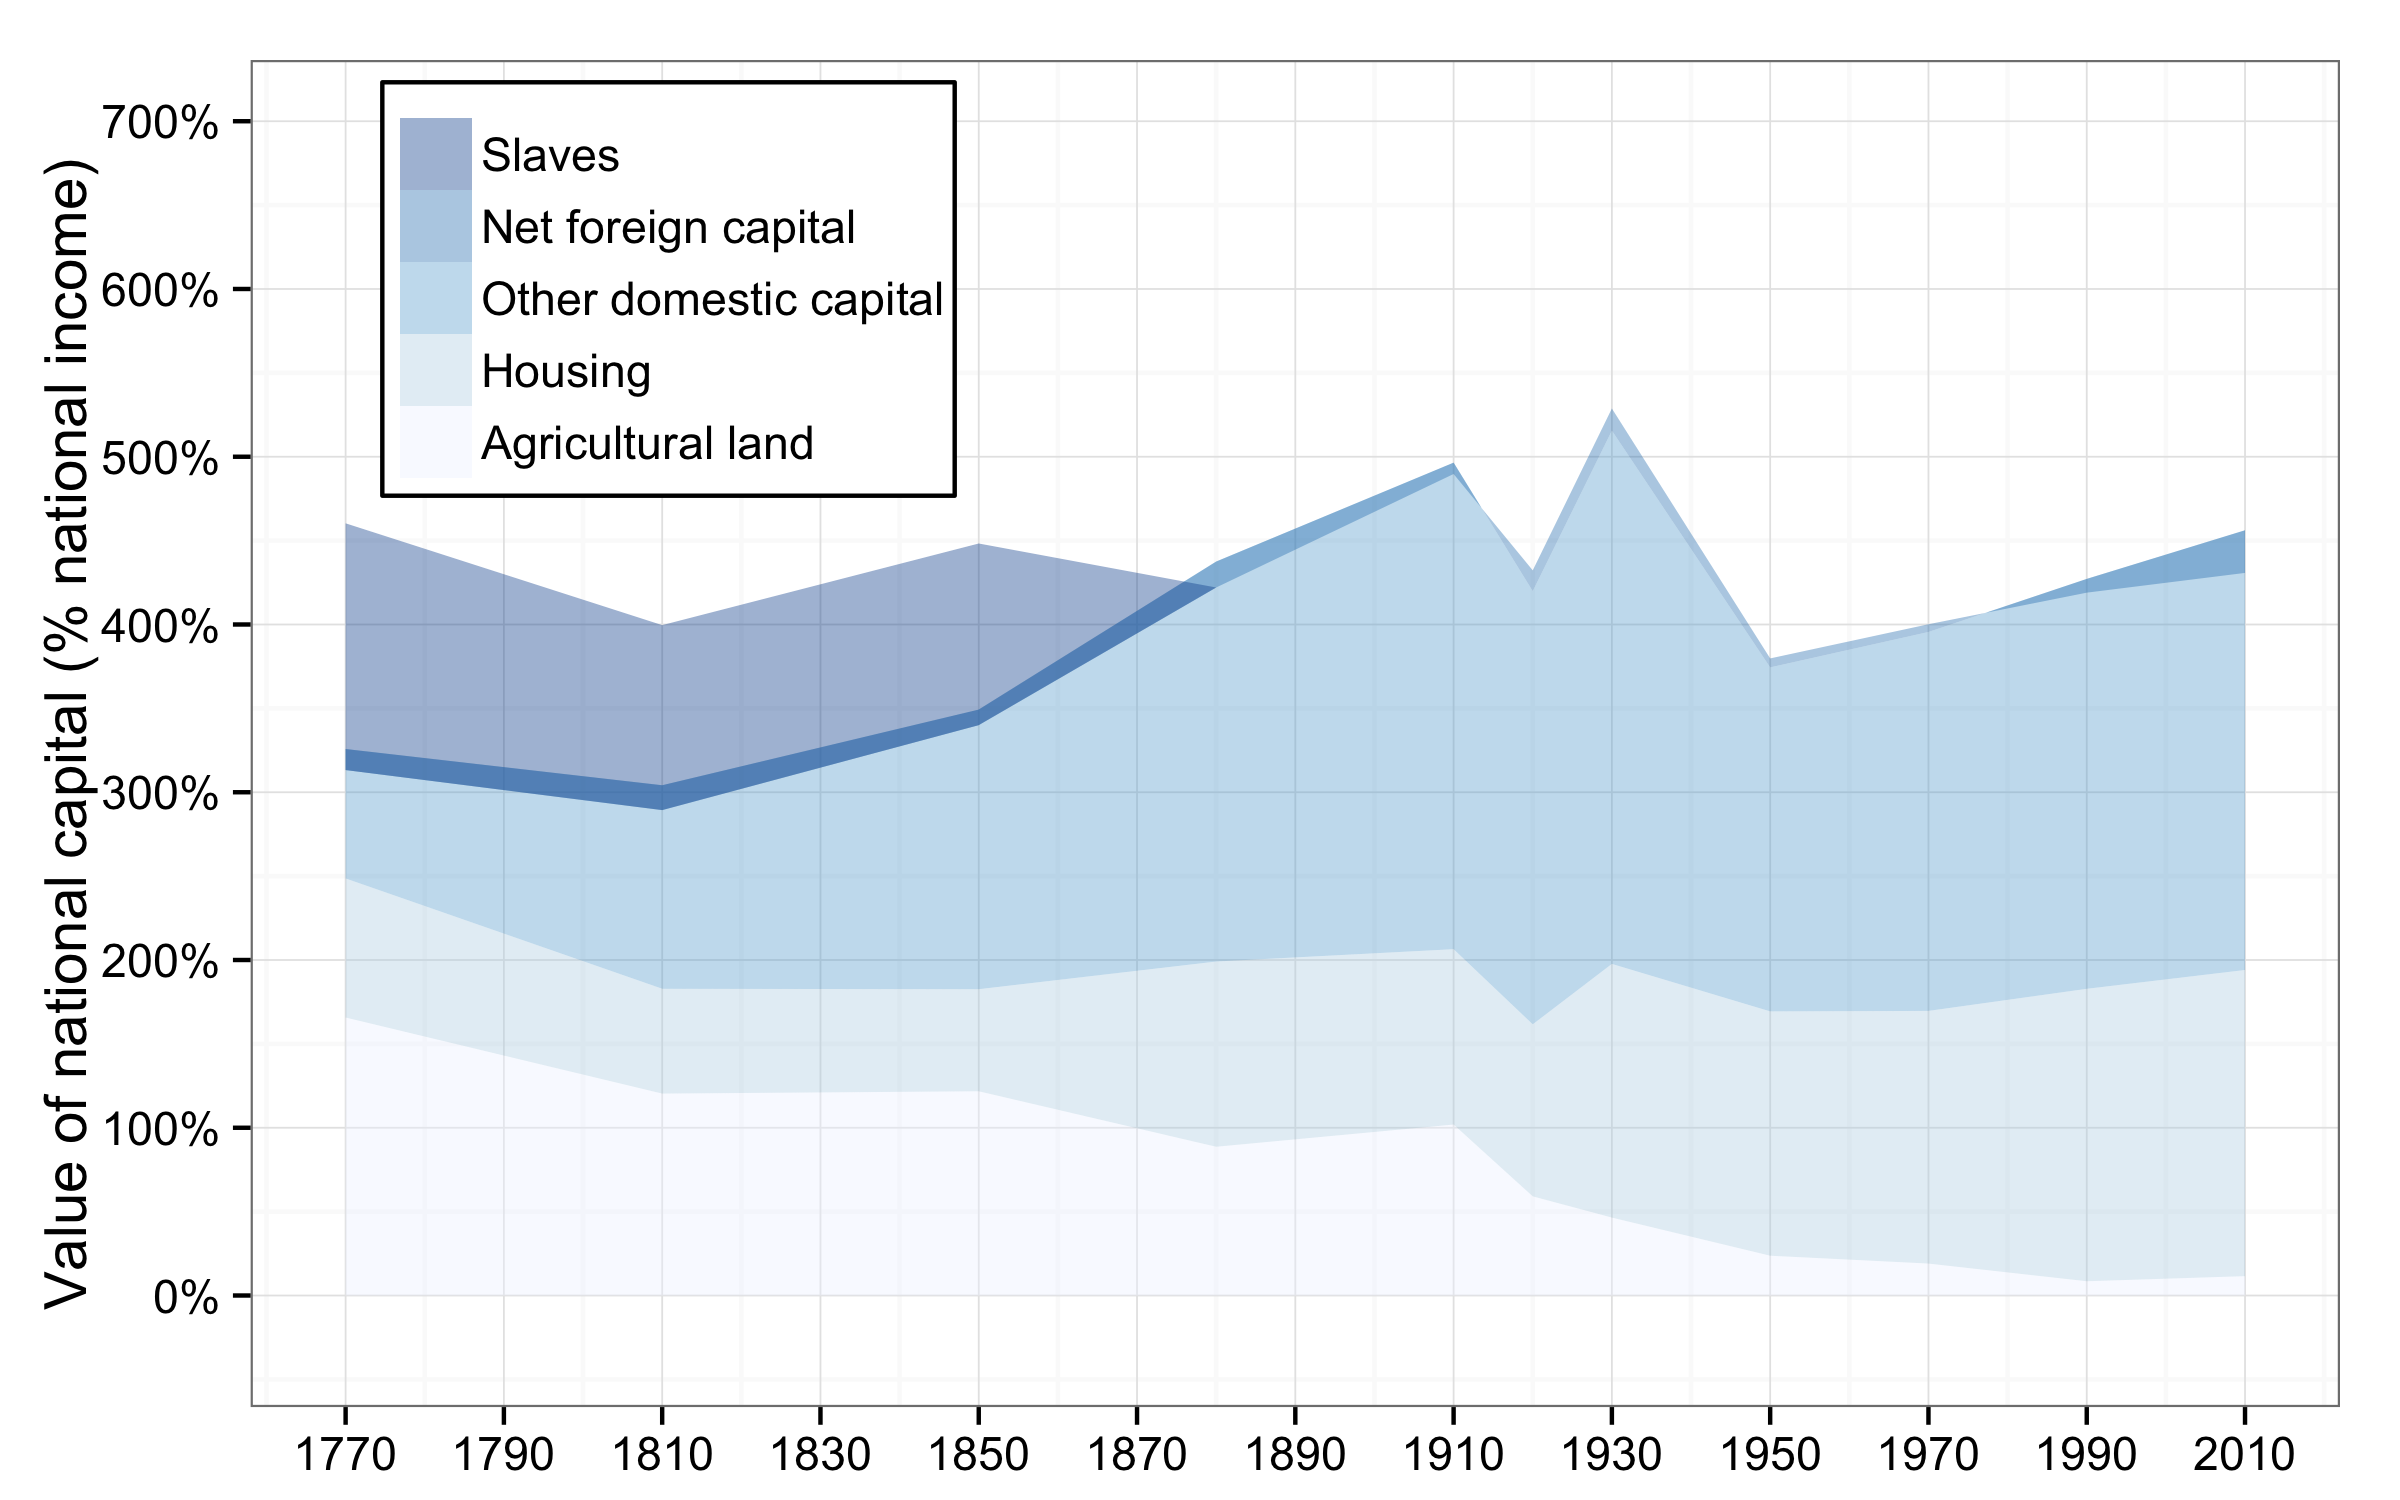 Value of national capital (% national income)
700%
600%
500%
400%
300%
200%
100%
0%
Slaves
Net foreign capital
Other domestic capital
Housing
Agricultural land
1770 1790 1810 1830 1850 1870 1890 1910 1930 1950 1970 1990 2010